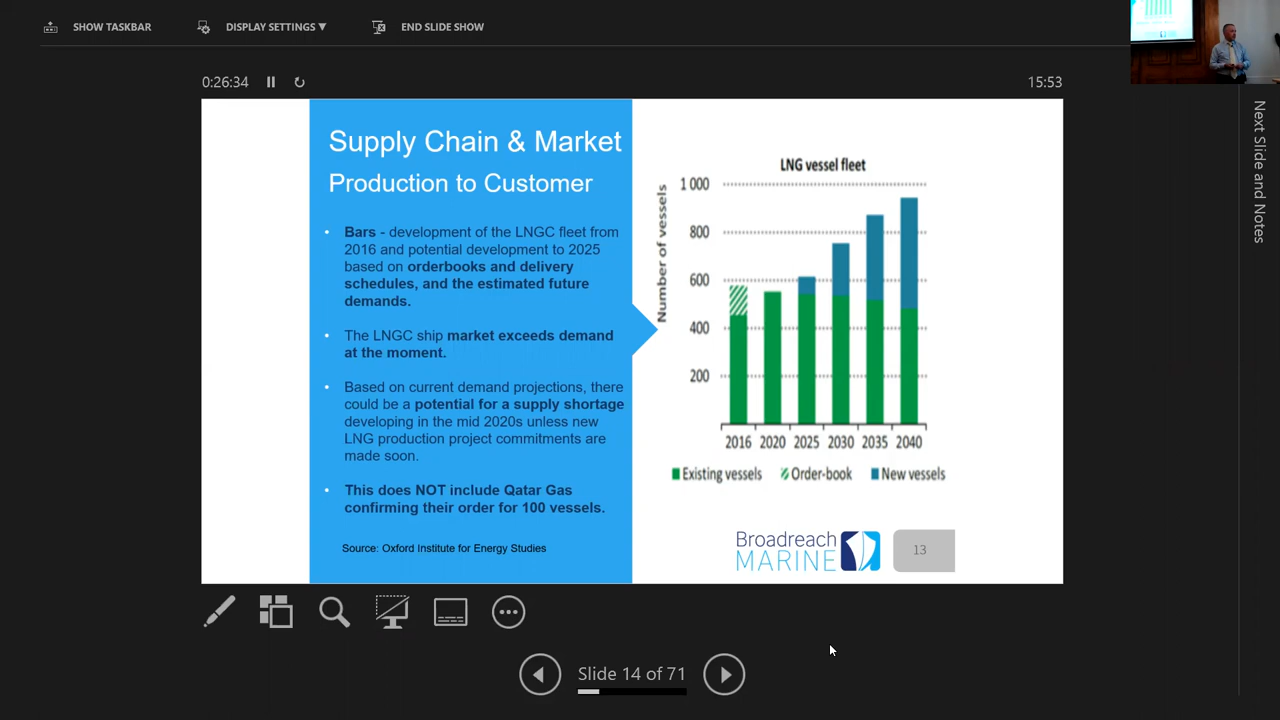 SHOW TASKBAR
DISPLAY SETTINGS ▼
END SLIDE SHOW
0:26:34
15:53
Next Slide and Notes
Supply Chain & Market
Production to Customer
• Bars - development of the LNGC fleet from
2016 and potential development to 2025
based on orderbooks and delivery
schedules, and the estimated future
demands.
• The LNGC ship market exceeds demand
at the moment.
• Based on current demand projections, there
could be a potential for a supply shortage
developing in the mid 2020s unless new
LNG production project commitments are
made soon.
• This does NOT include Qatar Gas
confirming their order for 100 vessels.
Source: Oxford Institute for Energy Studies
LNG vessel fleet
Number of vessels
1 000
800
600
400
200
2016 2020 2025 2030 2035 2040
Existing vessels Order-book New vessels
Broadreach
MARINE
13
Slide 14 of 71